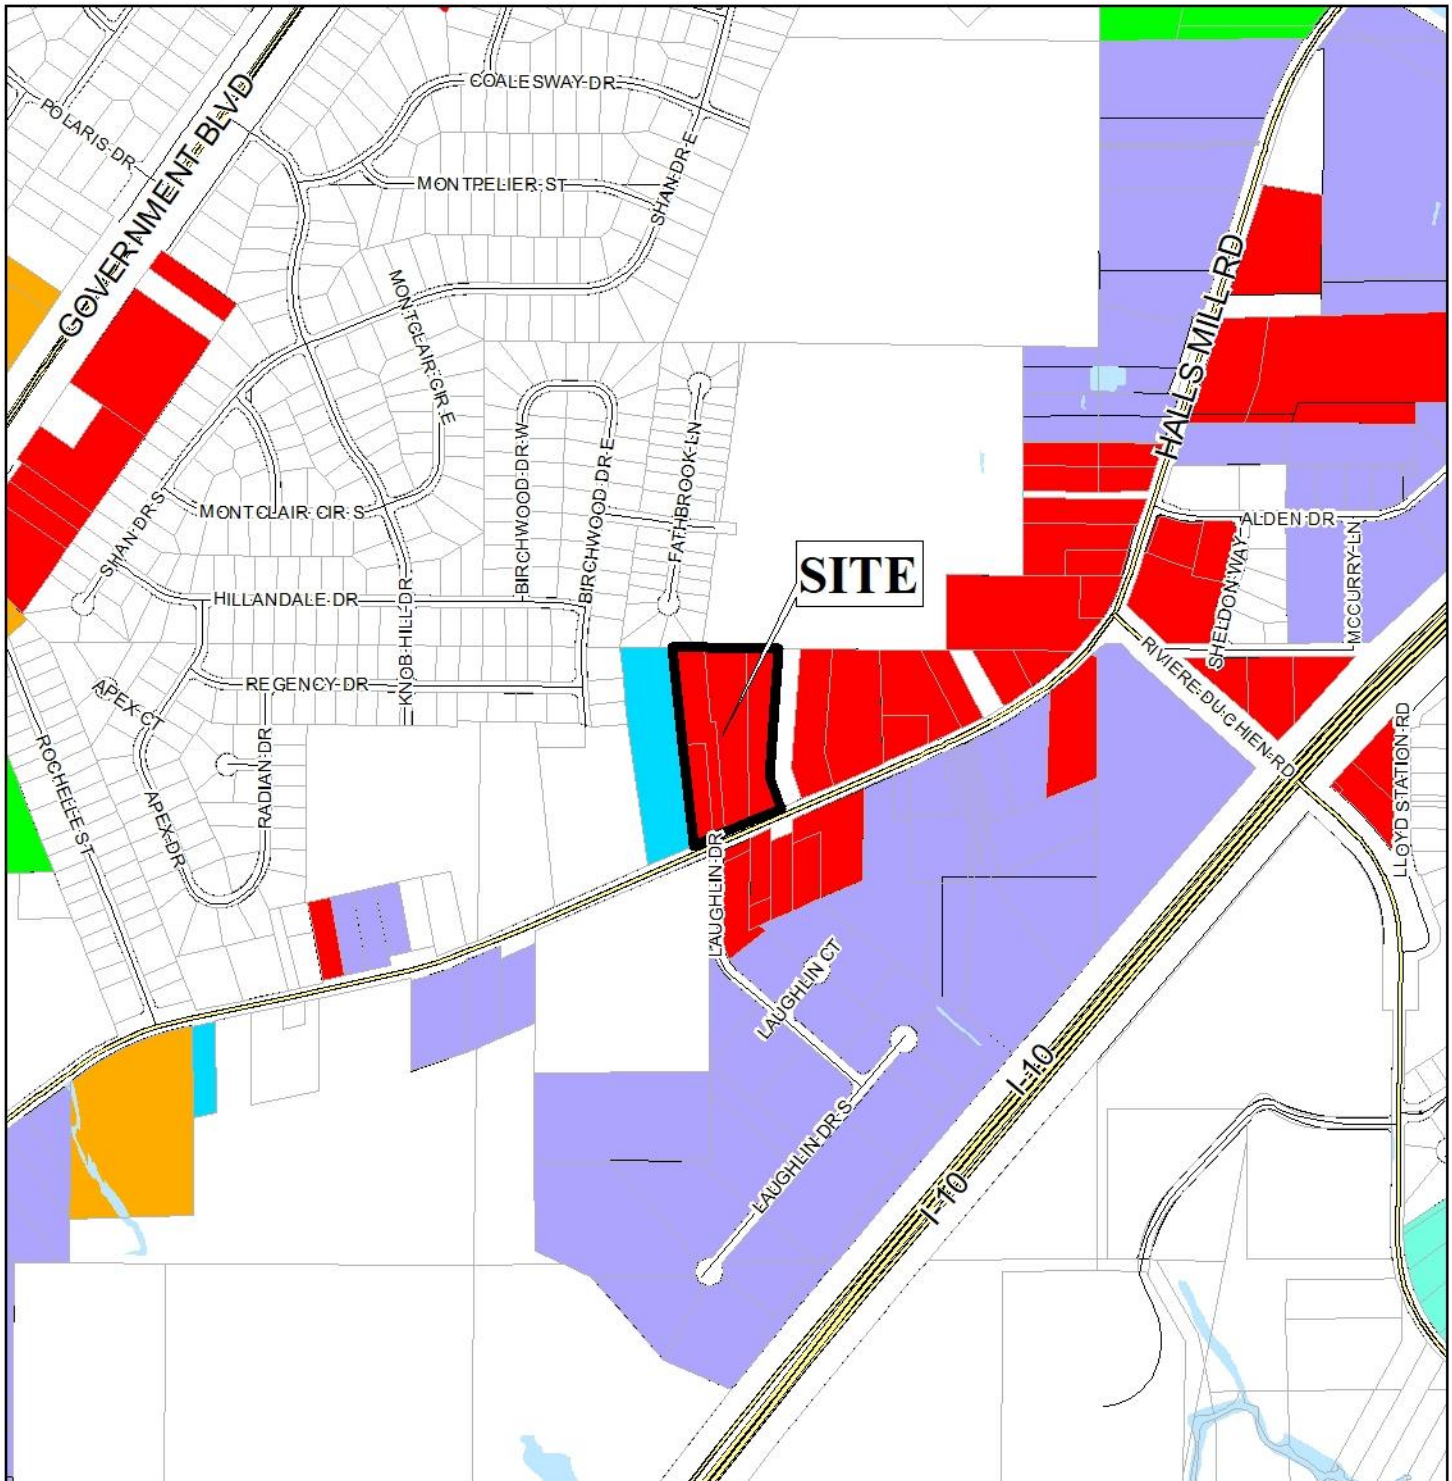 COALESWAY DR
POLARIS DR
GOVERNMENT BLVD
MONTPELIER ST
SHAN DR E
HALLS MILL RD
MONTCLAIR CIR E
BIRCHWOOD DR W
BIRCHWOOD DR E
FATHBROOK LN
SHAN DR S
MONTCLAIR CIR S
ALDEN DR
SHELDON WAY
MCCURRY LN
SITE
HILLANDALE DR
KNOB HILL DR
REGENCY DR
APEX CT
RIVIERE DU CHIEN RD
ROCHELLE ST
RADIAN DR
APEX DR
LLOYD STATION RD
LAUGHLIN DR
LAUGHLIN CT
I-10
LAUGHLIN DR S
I-10